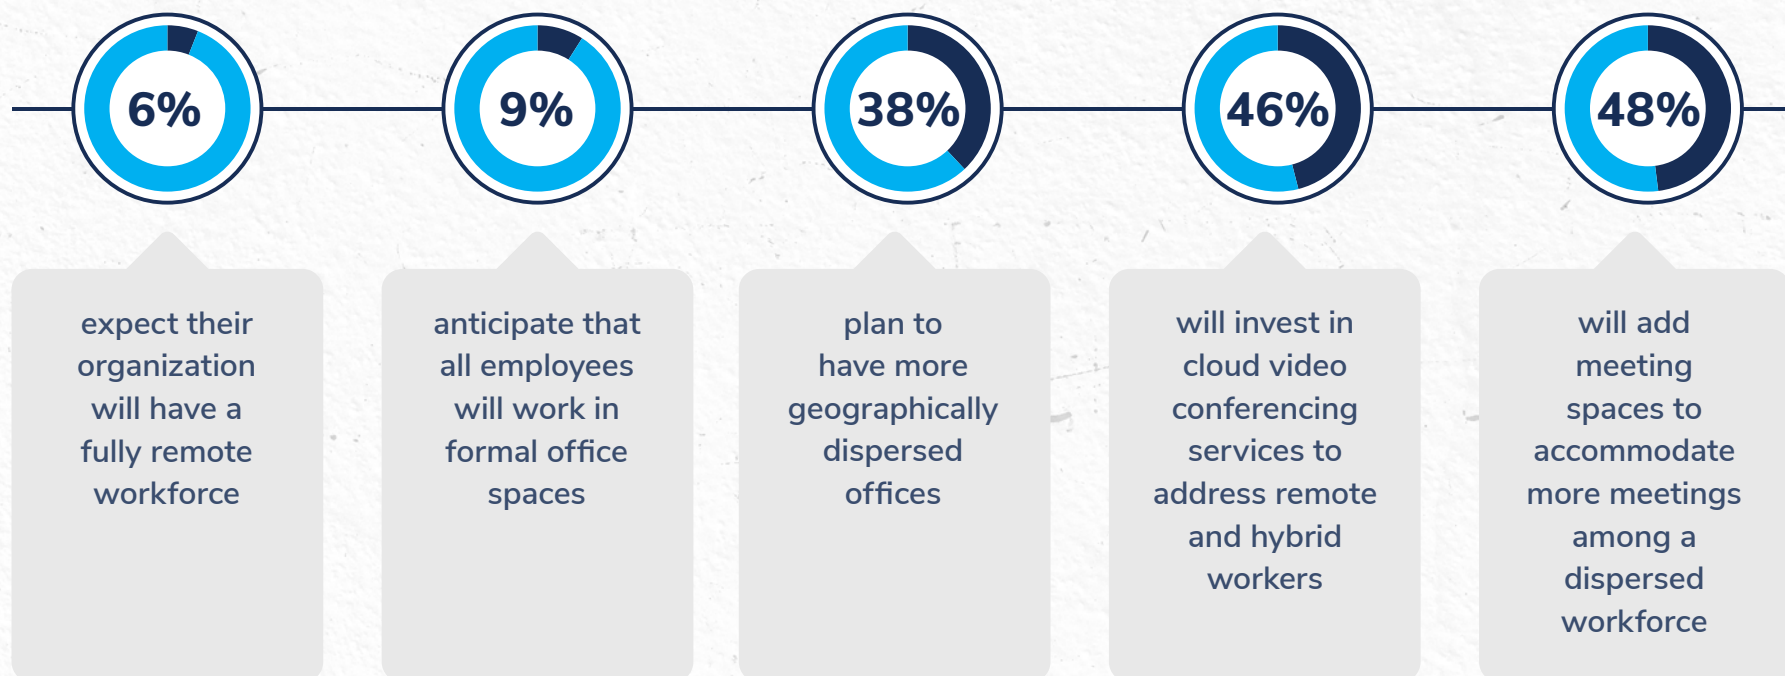 6%
expect their
organization
will have a
fully remote
workforce
9%
anticipate that
all employees
will work in
formal office
spaces
38%
plan to
have more
geographically
dispersed
offices
46%
will invest in
cloud video
conferencing
services to
address remote
and hybrid
workers
48%
will add
meeting
spaces to
accommodate
more meetings
among a
dispersed
workforce